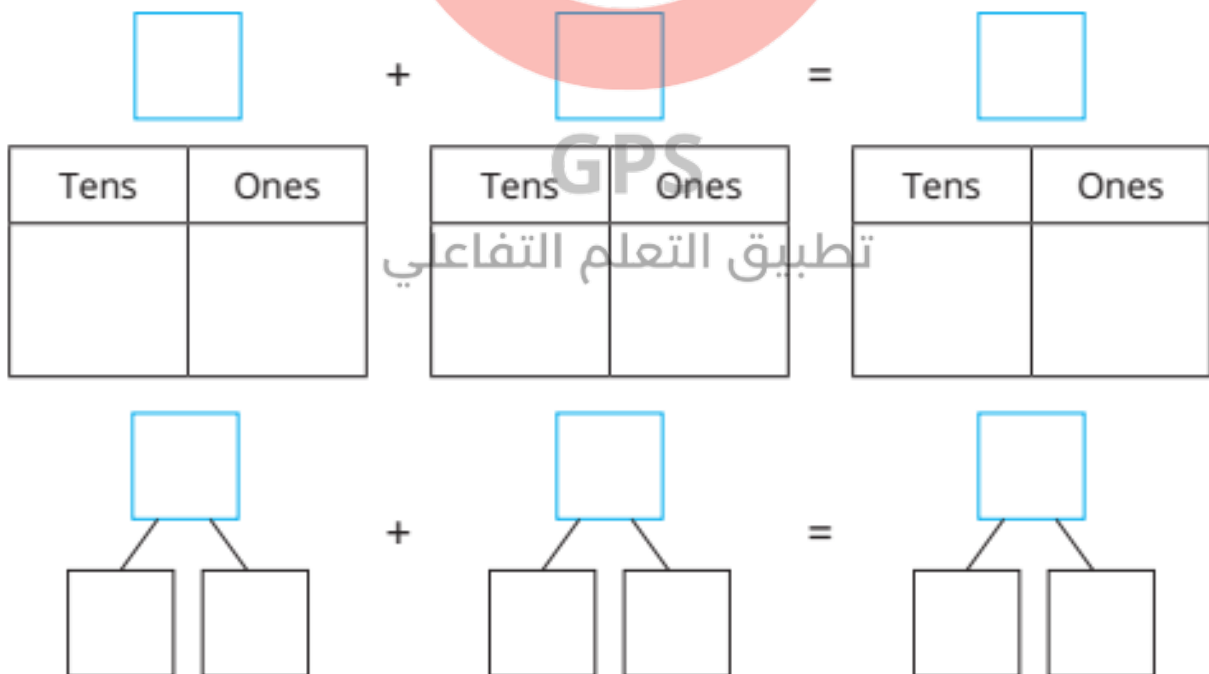 + =
Tens Ones Tens Ones Tens Ones
GPS
تطبيق التعلم التفاعلي
+ =